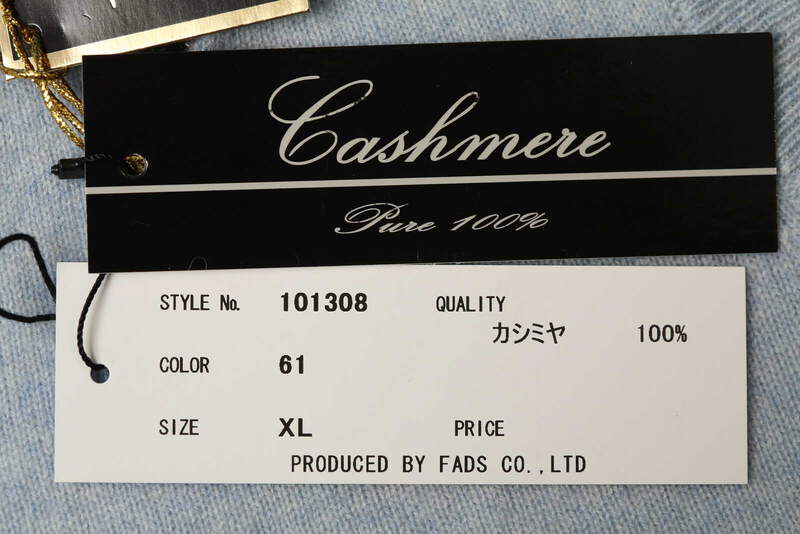 Cashmere
Pure 100%
STYLE No. 101308 QUALITY
カシミヤ 100%
COLOR 61
SIZE XL PRICE
PRODUCED BY FADS CO.,LTD